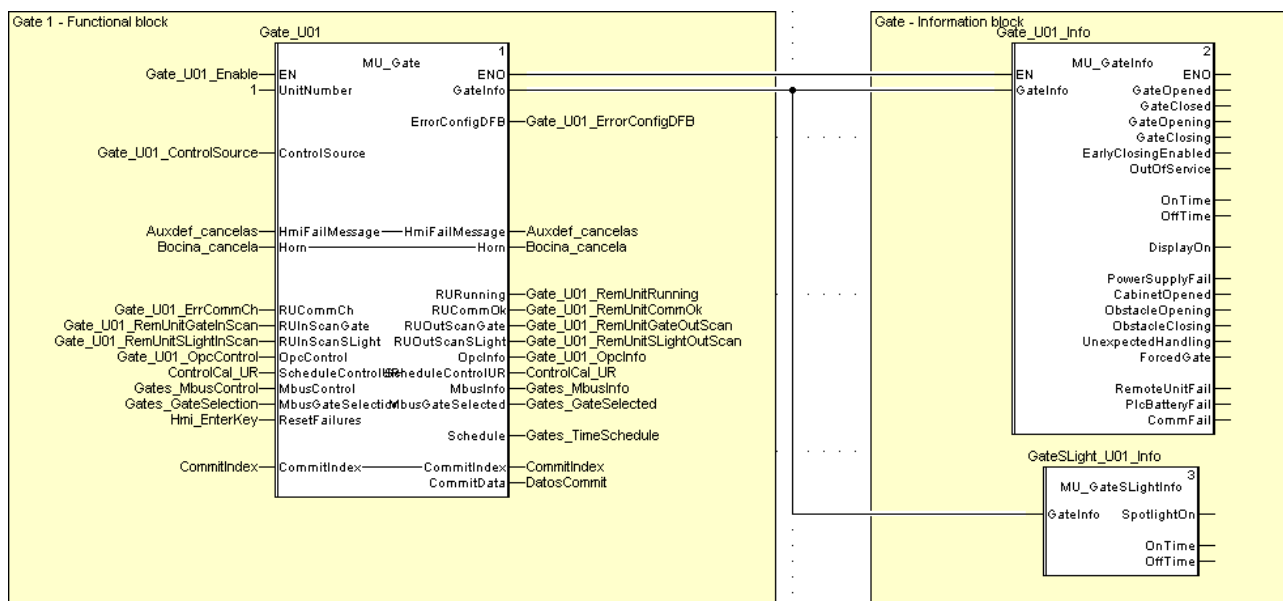 Gate 1 - Functional block
Gate_U01
1
MU_Gate
Gate_U01_Enable EN ENO
1 UnitNumber GateInfo
ErrorConfigDFB Gate_U01_ErrorConfigDFB
Gate_U01_ControlSource ControlSource
Auxdef_cancelas HmiFailMessage HmiFailMessage Auxdef_cancelas
Bocina_cancela Horn Horn Bocina_cancela
RURunning Gate_U01_RemUnitRunning
Gate_U01_ErrCommCh RUCommCh RUCommOk Gate_U01_RemUnitCommOk
Gate_U01_RemUnitGateInScan RUInScanGate RUOutScanGate Gate_U01_RemUnitGateOutScan
Gate_U01_RemUnitSLightInScan RUInScanSLight RUOutScanSLight Gate_U01_RemUnitSLightOutScan
Gate_U01_OpcControl OpcControl OpcInfo Gate_U01_OpcInfo
ControlCal_UR ScheduleControlUR ScheduleControlUR ControlCal_UR
Gates_MbusControl MbusControl MbusInfo Gates_MbusInfo
Gates_GateSelection MbusGateSelection MbusGateSelected Gates_GateSelected
Hmi_EnterKey ResetFailures
Schedule Gates_TimeSchedule
CommitIndex CommitIndex CommitIndex CommitIndex
CommitData DatosCommit
Gate - Information block
Gate_U01_Info
2
MU_GateInfo
EN ENO
GateInfo GateOpened
GateClosed
GateOpening
GateClosing
EarlyClosingEnabled
OutOfService
OnTime
OffTime
DisplayOn
PowerSupplyFail
CabinetOpened
ObstacleOpening
ObstacleClosing
UnexpectedHandling
ForcedGate
RemoteUnitFail
PlcBatteryFail
CommFail
GateSLight_U01_Info
3
MU_GateSLightInfo
GateInfo SpotlightOn
OnTime
OffTime